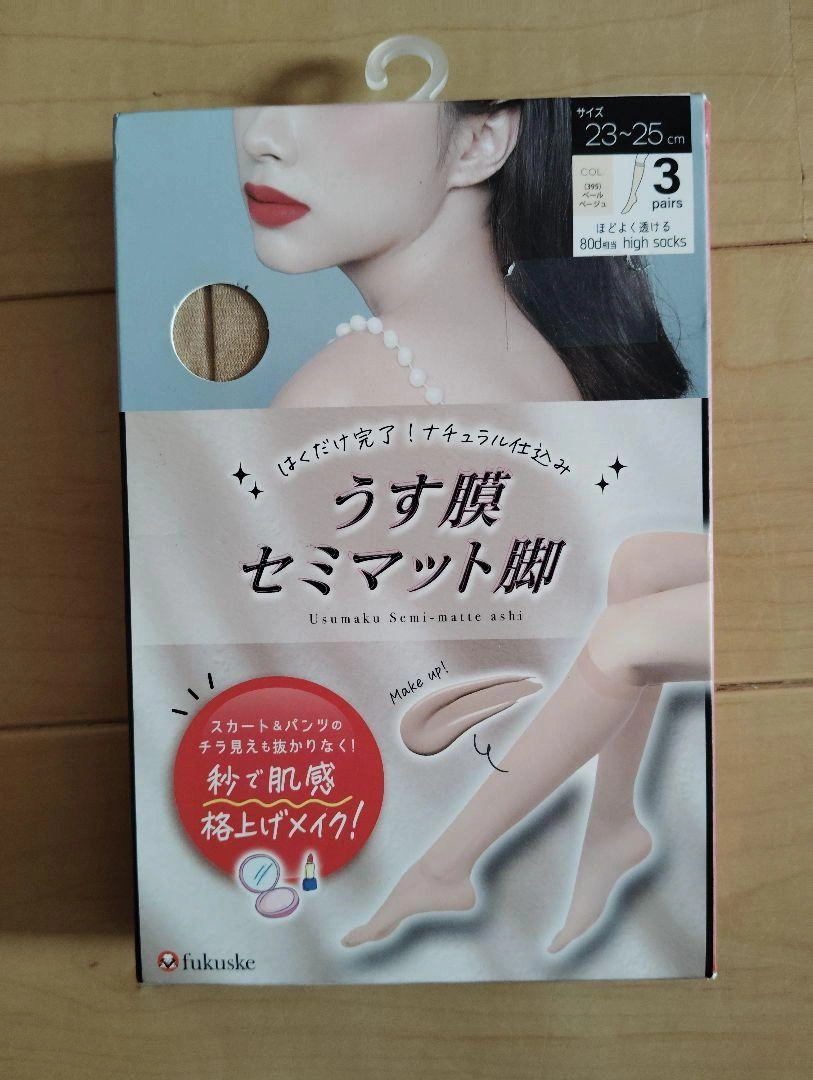 サイズ
23~25cm
COL
(395)
ペール
ベージュ
3
pairs
ほどよく透ける
80d相当 high socks
はくだけ完了！ナチュラル仕込み
うす膜
セミマット脚
Usumaku Semi-matte ashi
Make up!
スカート&パンツの
チラ見えも抜かりなく！
秒で肌感
格上げメイク！
fukuske